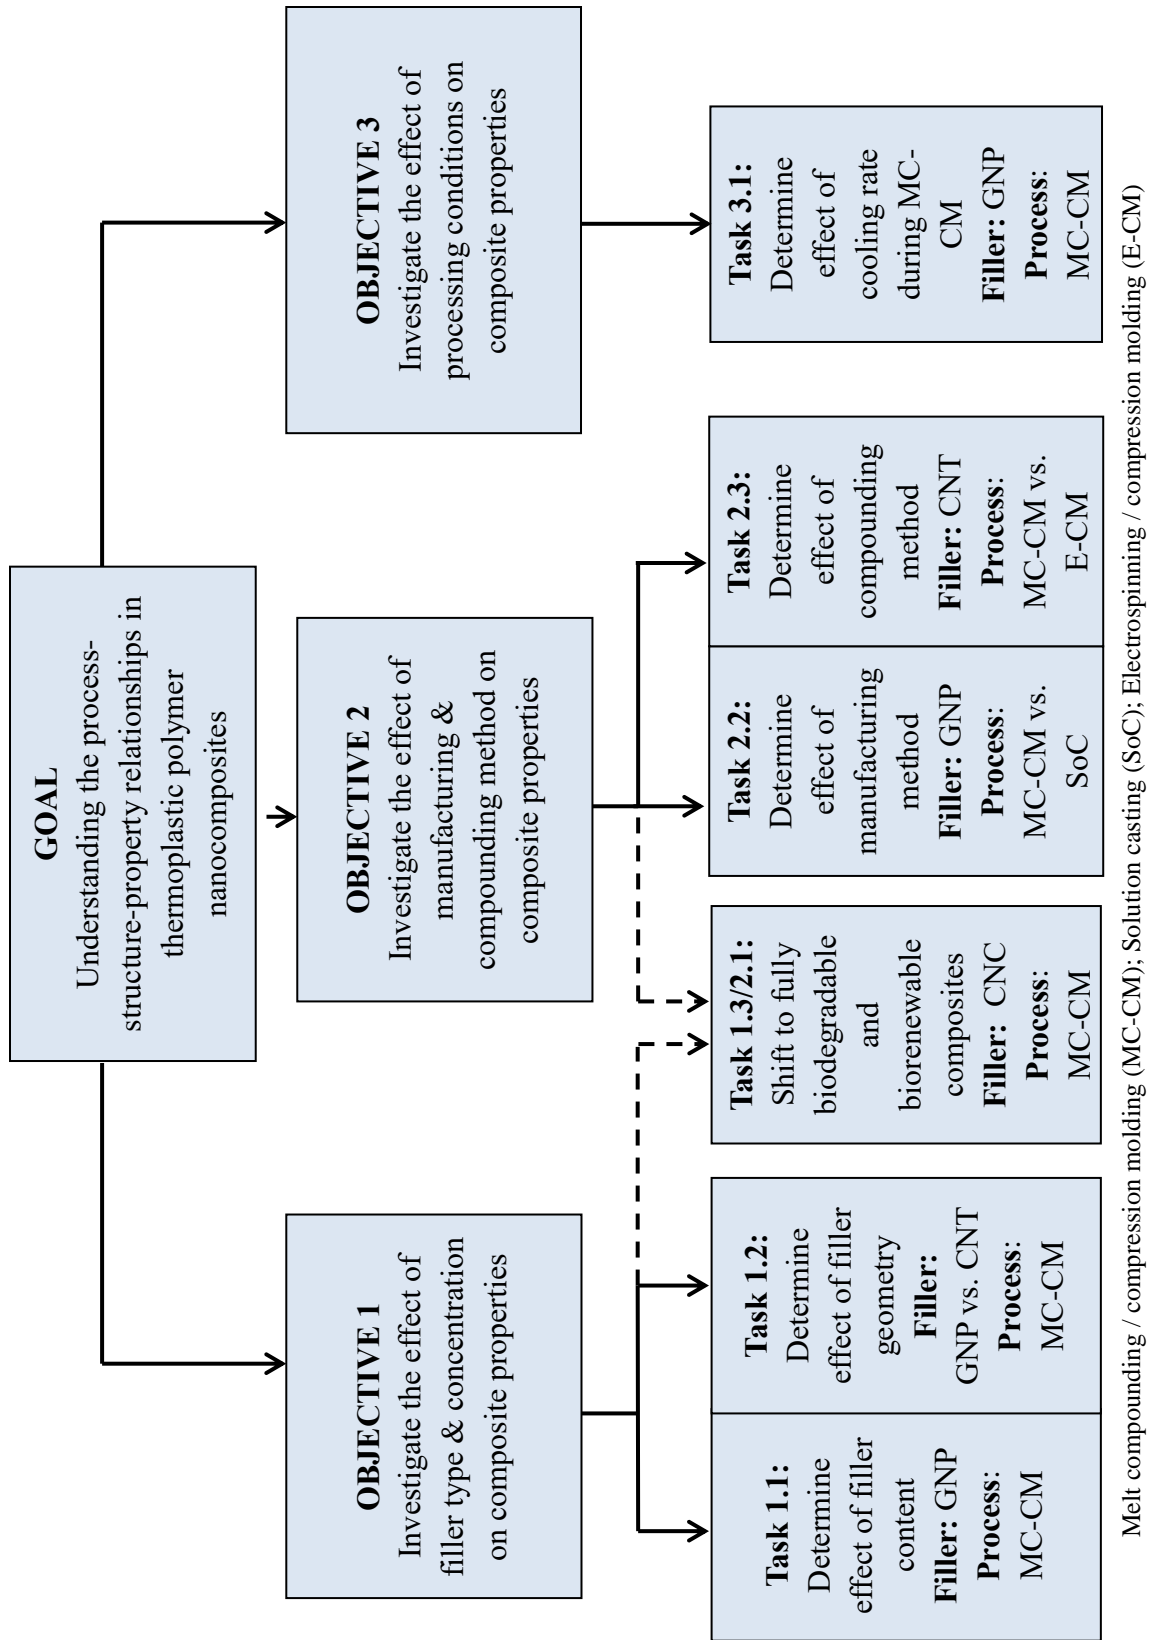 GOAL
Understanding the process-
structure-property relationships in
thermoplastic polymer
nanocomposites
OBJECTIVE 1
Investigate the effect of
filler type & concentration
on composite properties
OBJECTIVE 2
Investigate the effect of
manufacturing &
compounding method on
composite properties
OBJECTIVE 3
Investigate the effect of
processing conditions on
composite properties
Task 1.1:
Determine
effect of filler
content
Filler: GNP
Process:
MC-CM
Task 1.2:
Determine
effect of filler
geometry
Filler:
GNP vs. CNT
Process:
MC-CM
Task 1.3/2.1:
Shift to fully
biodegradable
and
biorenewable
composites
Filler: CNC
Process:
MC-CM
Task 2.2:
Determine
effect of
manufacturing
method
Filler: GNP
Process:
MC-CM vs.
SoC
Task 2.3:
Determine
effect of
compounding
method
Filler: CNT
Process:
MC-CM vs.
E-CM
Task 3.1:
Determine
effect of
cooling rate
during MC-
CM
Filler: GNP
Process:
MC-CM
Melt compounding / compression molding (MC-CM); Solution casting (SoC); Electrospinning / compression molding (E-CM)